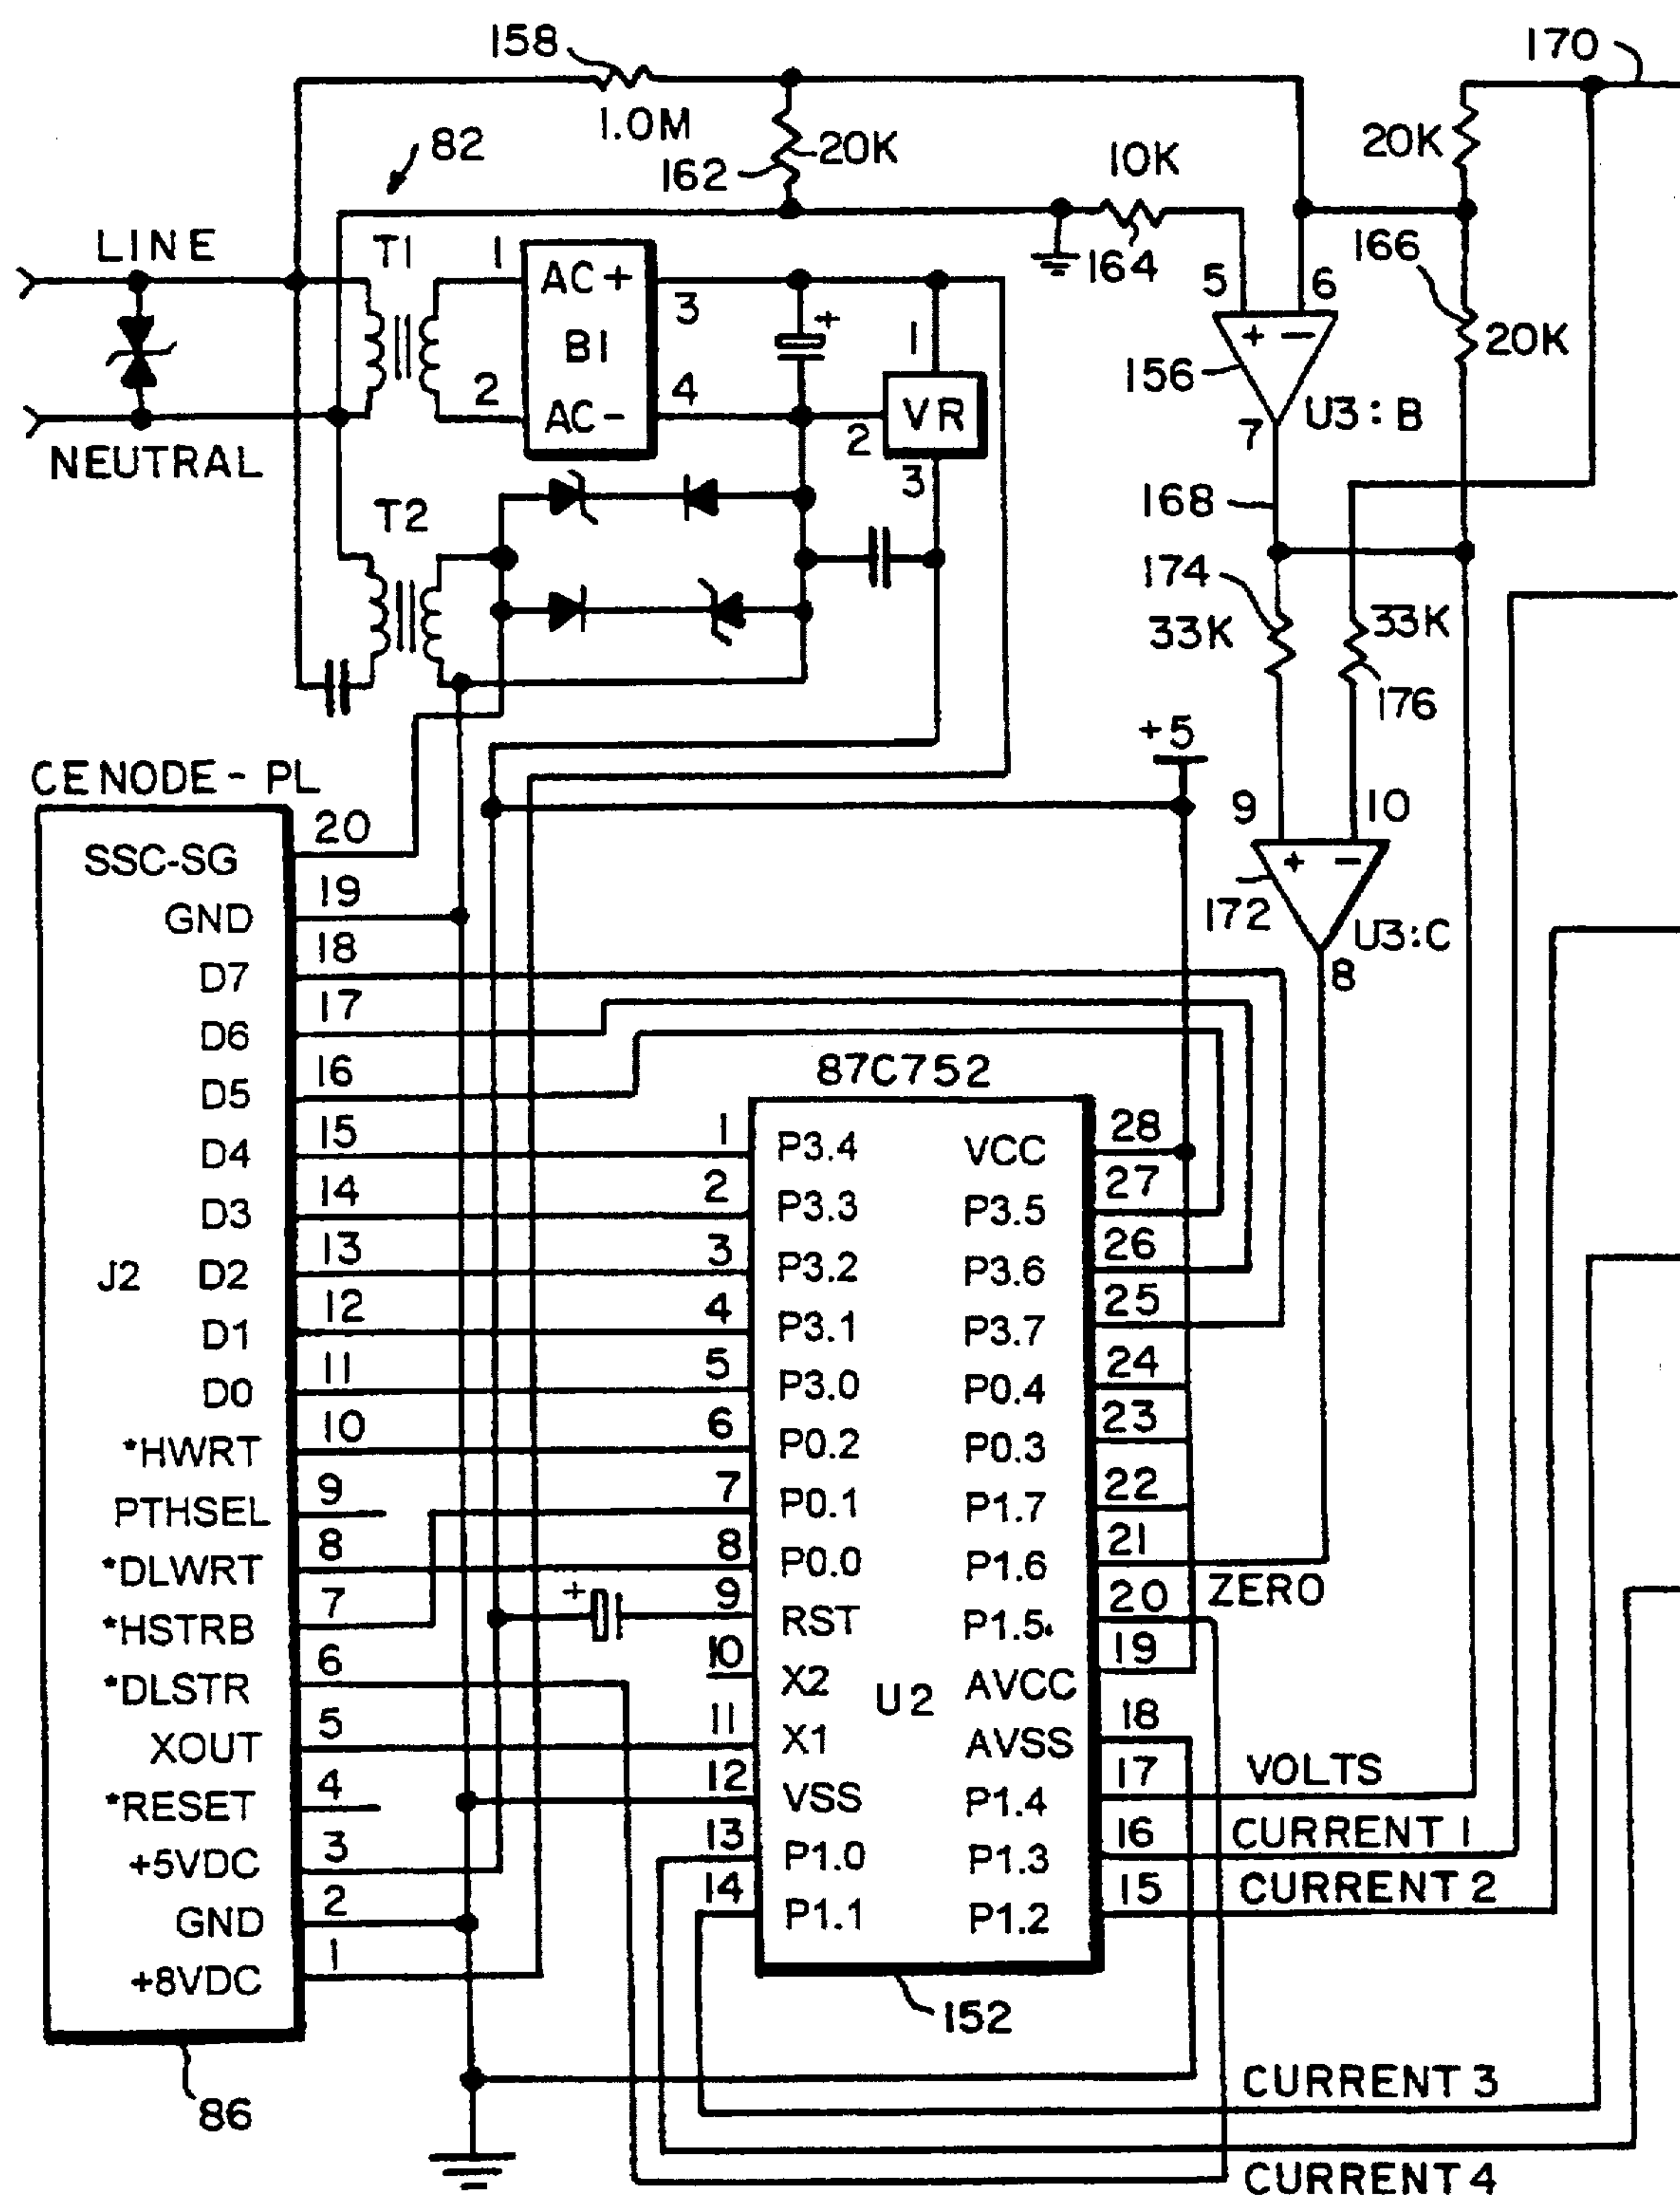 158
170
1.0M
82
20K
162
10K
20K
LINE
T1
1
AC+
3
164
166
5
6
B1
+
1
+ −
20K
156
2
AC-
4
VR
U3:B
2
7
NEUTRAL
3
T2
168
174
33K
33K
176
+5
CENODE-PL
9
10
20
SSC-SG
+ −
19
172
GND
U3:C
18
8
D7
17
D6
16
87C752
D5
15
1
P3.4
VCC
28
D4
14
2
27
D3
P3.3
P3.5
13
3
26
J2
D2
P3.2
P3.6
12
4
25
D1
P3.1
P3.7
11
5
24
D0
P3.0
P0.4
10
6
23
*HWRT
P0.2
P0.3
9
7
22
PTHSEL
P0.1
P1.7
8
8
21
*DLWRT
P0.0
P1.6
ZERO
7
+
9
20
*HSTRB
RST
P1.5
6
10
19
*DLSTR
X2
U2
AVCC
5
11
18
XOUT
X1
AVSS
4
12
17
VOLTS
*RESET
VSS
P1.4
3
13
16
CURRENT 1
+5VDC
P1.0
P1.3
2
14
15
CURRENT 2
GND
P1.1
P1.2
1
+8VDC
152
CURRENT 3
86
CURRENT 4